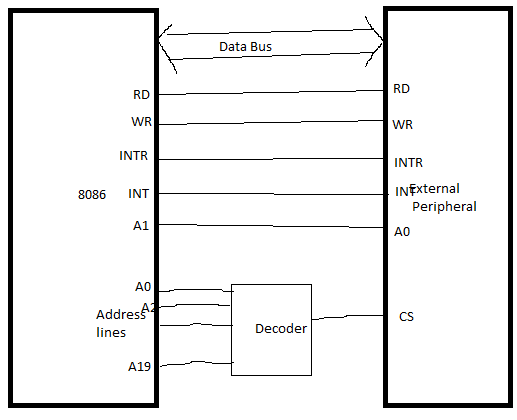 Data Bus
RD
RD
WR
WR
INTR
INTR
8086
INT
INT
External
Peripheral
A1
A0
A0
A2
Address
lines
Decoder
CS
A19